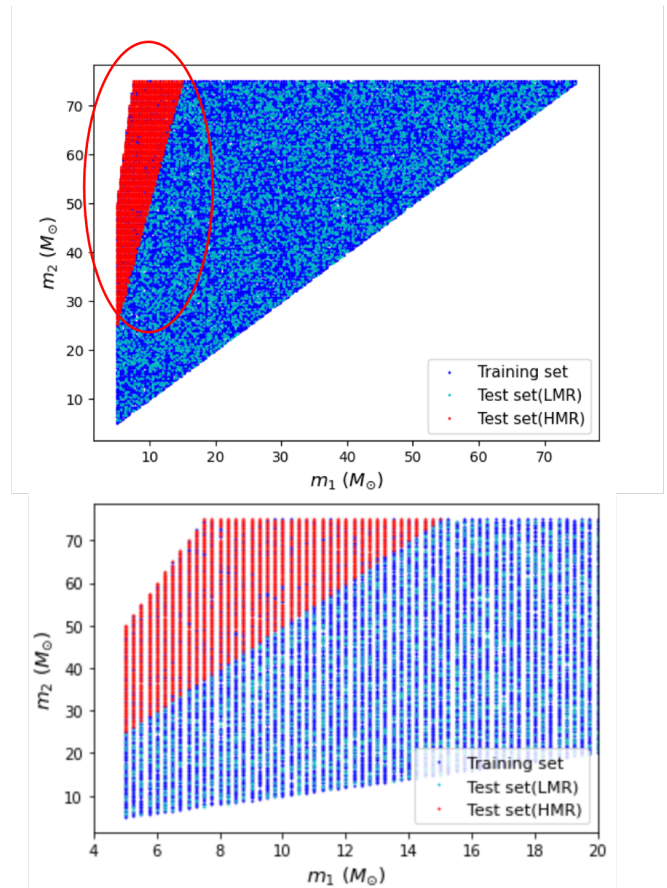 70
60
50
40
30
20
10
m₂ (M☉)
Training set
Test set(LMR)
Test set(HMR)
10 20 30 40 50 60 70
m₁ (M☉)
70
60
50
40
30
20
10
m₂ (M☉)
Training set
Test set(LMR)
Test set(HMR)
4 6 8 10 12 14 16 18 20
m₁ (M☉)